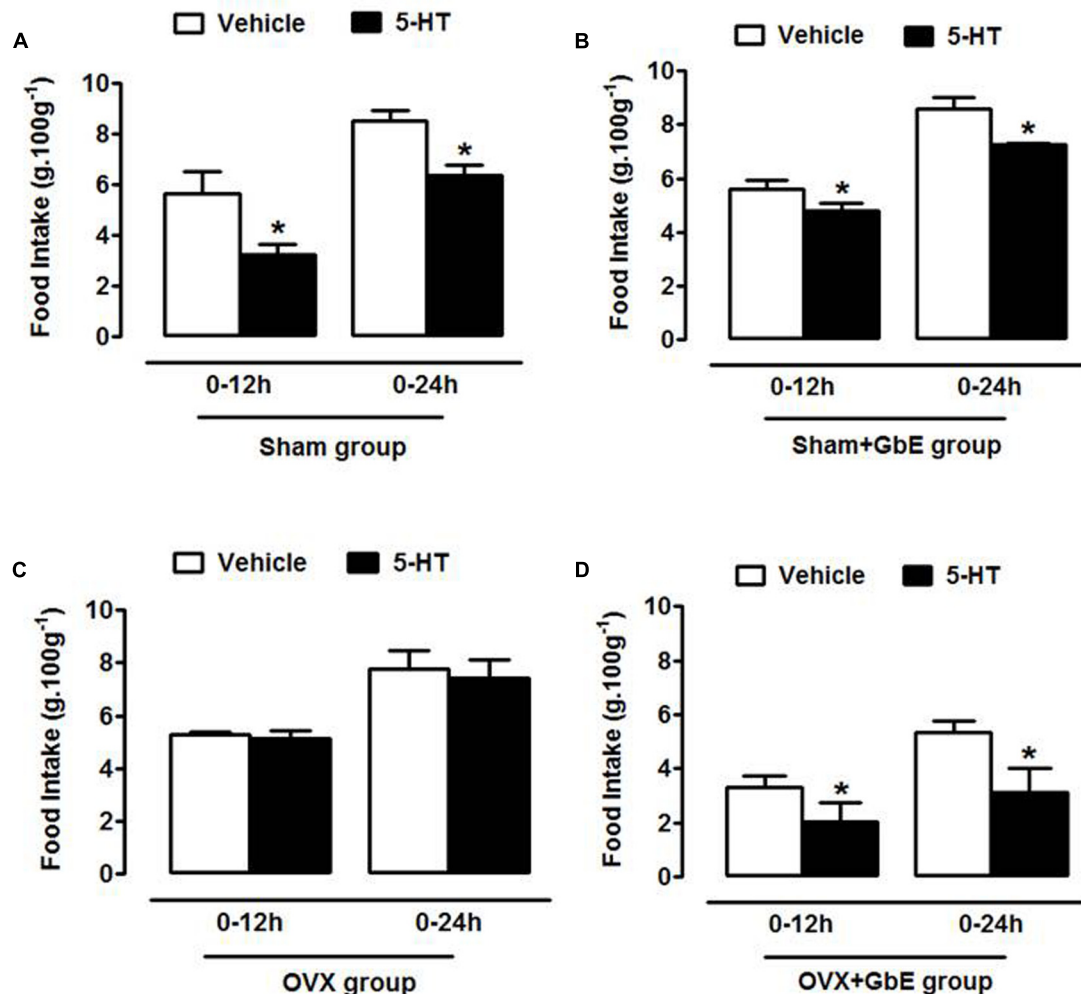 A
Vehicle 5-HT
Food Intake (g.100g⁻¹)
10
8
6
4
2
0
*
*
0-12h 0-24h
Sham group
B
Vehicle 5-HT
Food Intake (g.100g⁻¹)
10
8
6
4
2
0
*
*
0-12h 0-24h
Sham+GbE group
C
Vehicle 5-HT
Food Intake (g.100g⁻¹)
10
8
6
4
2
0
0-12h 0-24h
OVX group
D
Vehicle 5-HT
Food Intake (g.100g⁻¹)
10
8
6
4
2
0
*
*
0-12h 0-24h
OVX+GbE group